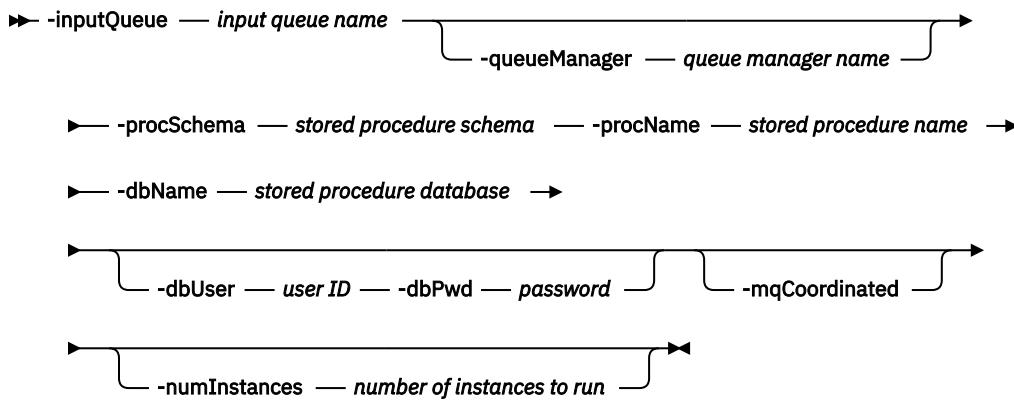 -inputQueue input queue name
-queueManager queue manager name
-procSchema stored procedure schema -procName stored procedure name
-dbName stored procedure database
-dbUser user ID -dbPwd password -mqCoordinated
-numInstances number of instances to run